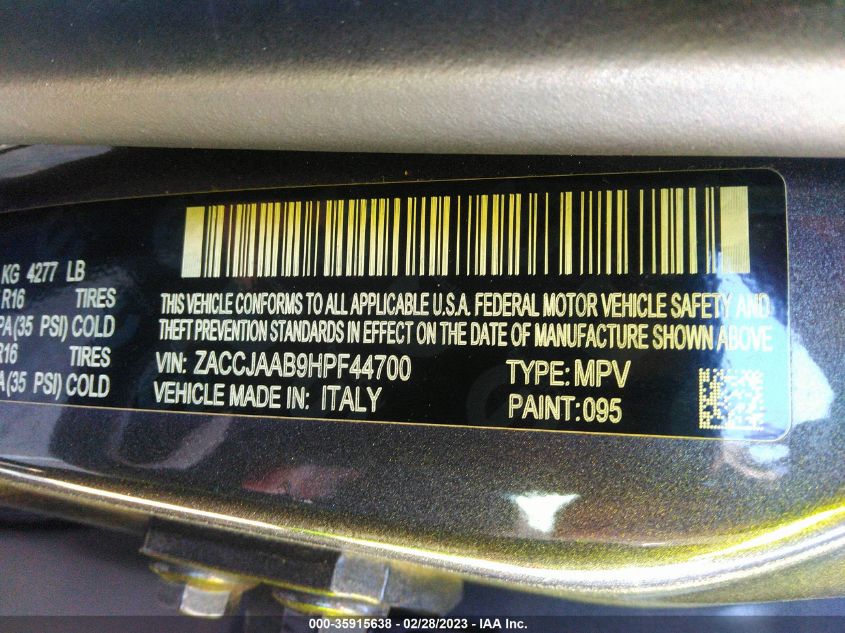 KG 4277 LB
R16 TIRES
PA(35 PSI) COLD
R16 TIRES
A(35 PSI) COLD
THIS VEHICLE CONFORMS TO ALL APPLICABLE U.S.A. FEDERAL MOTOR VEHICLE SAFETY AND
THEFT PREVENTION STANDARDS IN EFFECT ON THE DATE OF MANUFACTURE SHOWN ABOVE
VIN: ZACCJAAB9HPF44700 TYPE: MPV
VEHICLE MADE IN: ITALY PAINT:095
000-35915638 - 02/28/2023 - IAA Inc.